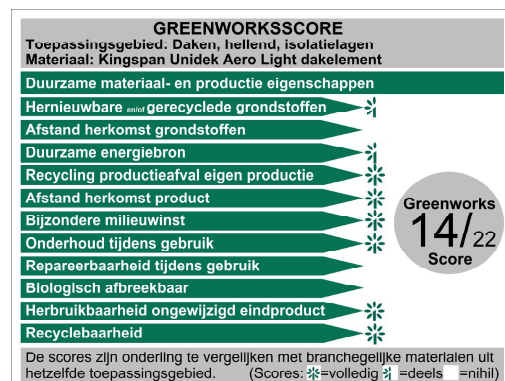 GREENWORKSSCORE
Toepassingsgebied: Daken, hellend, isolatielagen
Materiaal: Kingspan Unidek Aero Light dakelement
Duurzame materiaal- en productie eigenschappen
Hernieuwbare en/of gerecyclede grondstoffen
Afstand herkomst grondstoffen
Duurzame energiebron
Recycling productieafval eigen productie
Afstand herkomst product
Bijzondere milieuwinst
Onderhoud tijdens gebruik
Repareerbaarheid tijdens gebruik
Biologisch afbreekbaar
Herbruikbaarheid ongewijzigd eindproduct
Recyclebaarheid
Greenworks
14/22
Score
De scores zijn onderling te vergelijken met branchegelijke materialen uit
hetzelfde toepassingsgebied. (Scores: =volledig =deels =nihil)